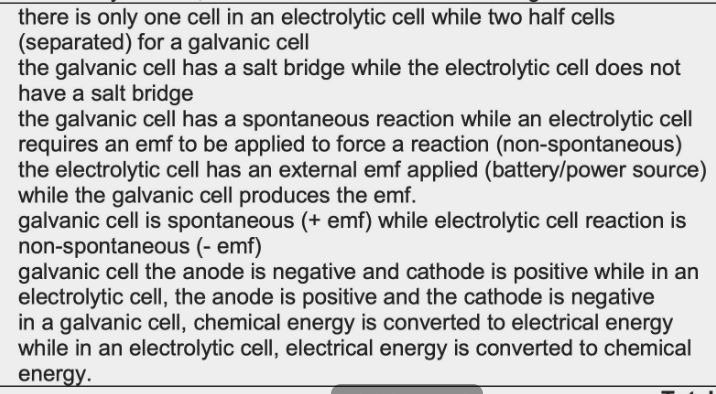 there is only one cell in an electrolytic cell while two half cells
(separated) for a galvanic cell
the galvanic cell has a salt bridge while the electrolytic cell does not
have a salt bridge
the galvanic cell has a spontaneous reaction while an electrolytic cell
requires an emf to be applied to force a reaction (non-spontaneous)
the electrolytic cell has an external emf applied (battery/power source)
while the galvanic cell produces the emf.
galvanic cell is spontaneous (+ emf) while electrolytic cell reaction is
non-spontaneous (- emf)
galvanic cell the anode is negative and cathode is positive while in an
electrolytic cell, the anode is positive and the cathode is negative
in a galvanic cell, chemical energy is converted to electrical energy
while in an electrolytic cell, electrical energy is converted to chemical
energy.